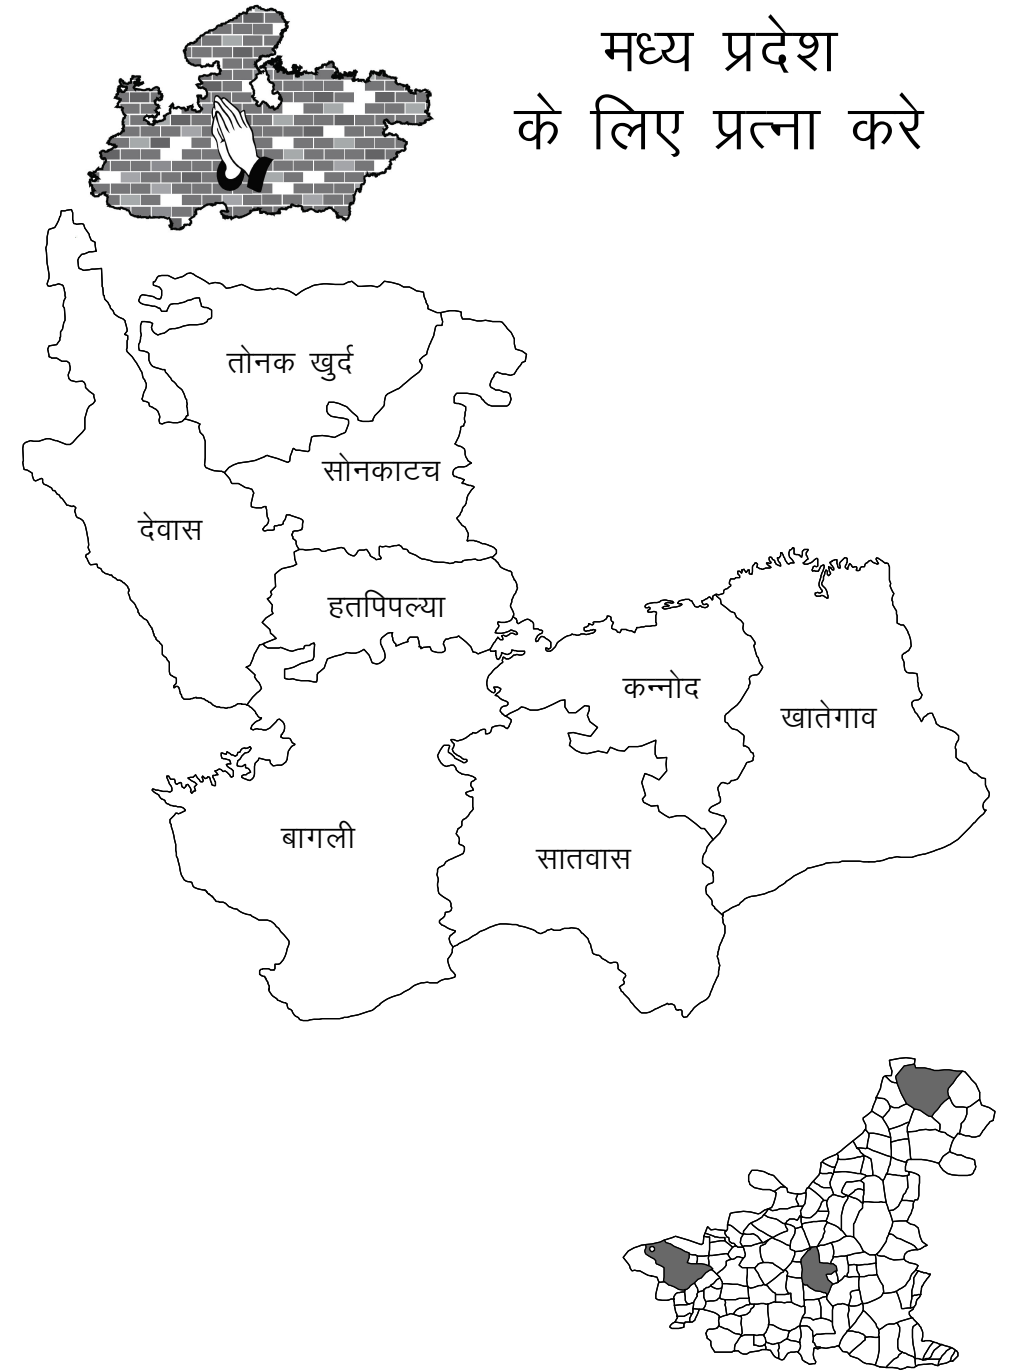 मध्य प्रदेश
के लिए प्रत्ना करे
तोनक खुर्द
सोनकाटच
देवास
हतपिपल्या
कन्नोद
खातेगाव
बागली
सातवास